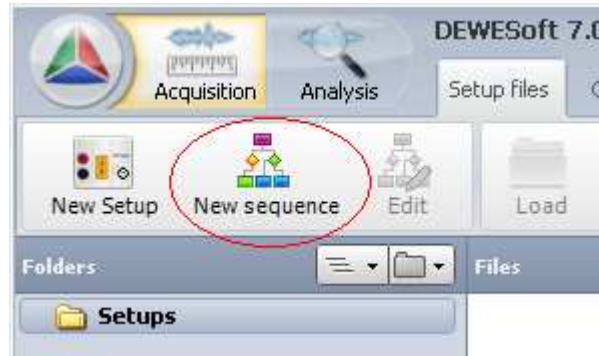 DEWESoft 7.0
Acquisition
Analysis
Setup files
New Setup
New sequence
Edit
Load
Folders
Files
Setups